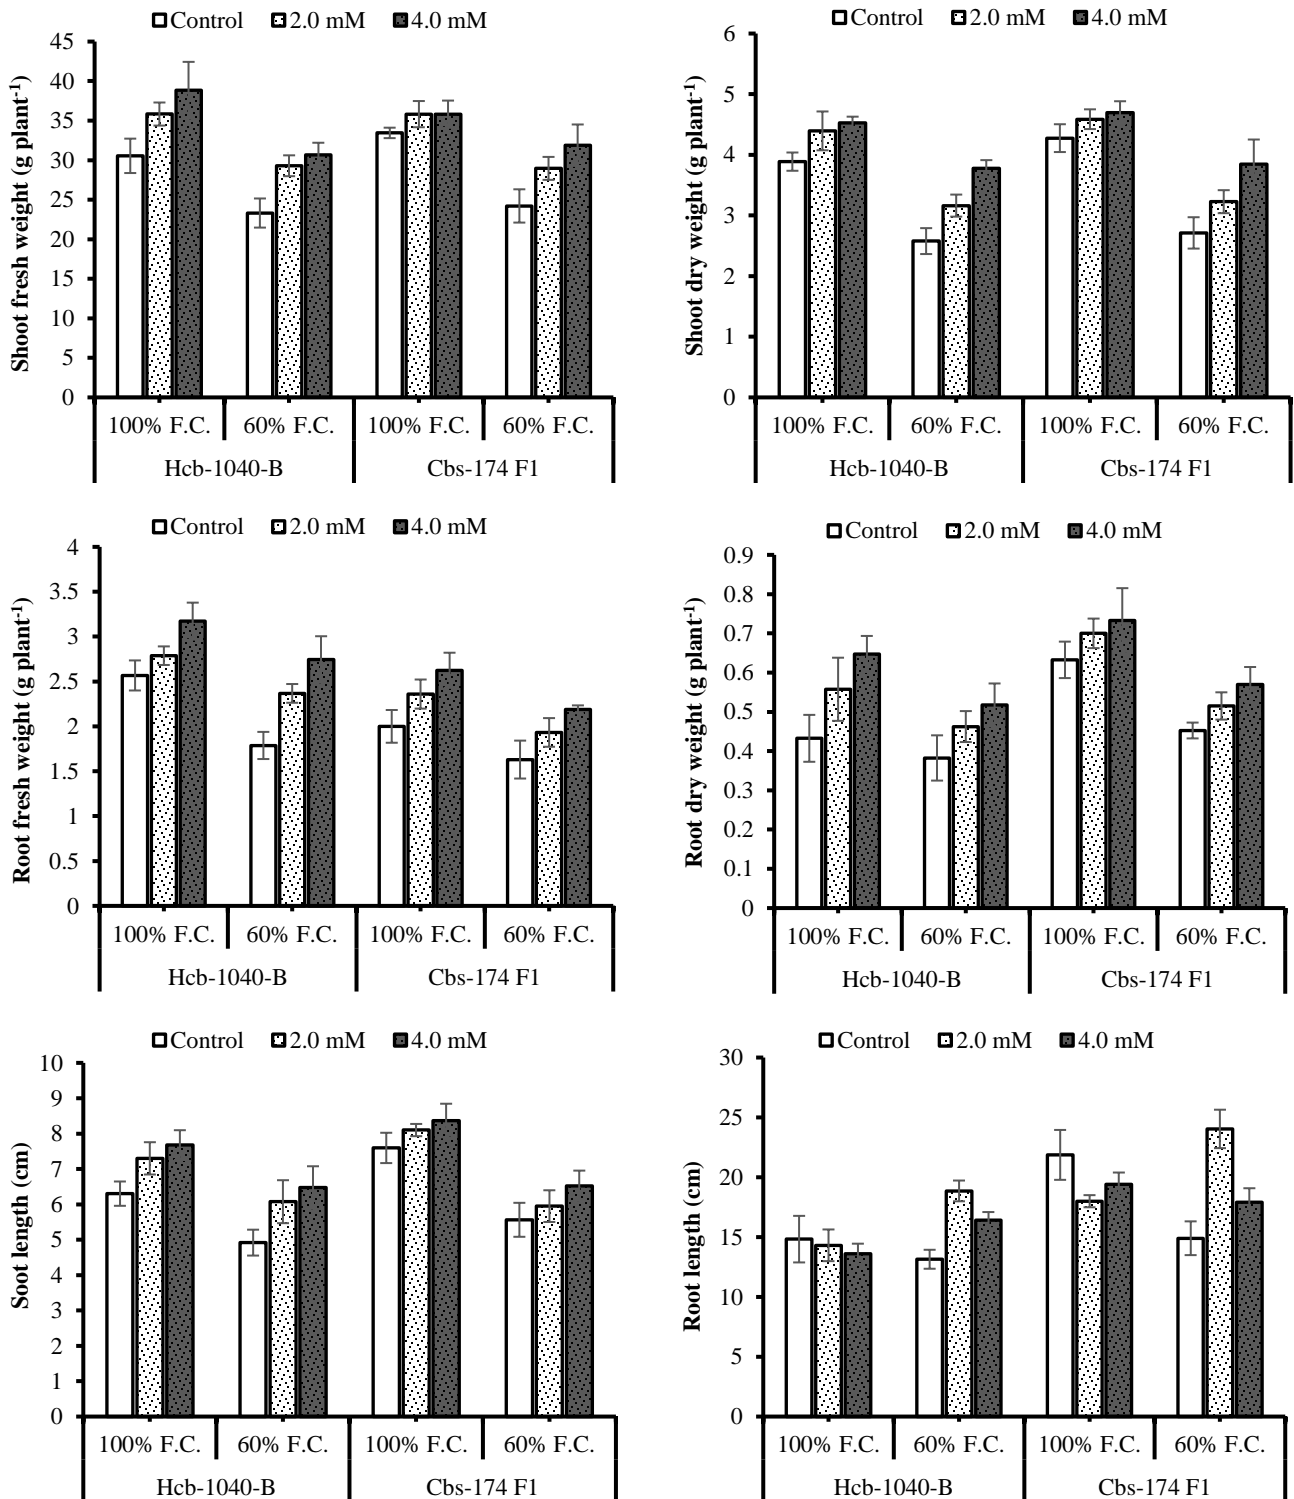 Control 2.0 mM 4.0 mM
Shoot fresh weight (g plant-1)
45
40
35
30
25
20
15
10
5
0
100% F.C. 60% F.C. 100% F.C. 60% F.C.
Hcb-1040-B Cbs-174 F1
Control 2.0 mM 4.0 mM
Shoot dry weight (g plant-1)
6
5
4
3
2
1
0
100% F.C. 60% F.C. 100% F.C. 60% F.C.
Hcb-1040-B Cbs-174 F1
Control 2.0 mM 4.0 mM
Root fresh weight (g plant-1)
4
3.5
3
2.5
2
1.5
1
0.5
0
100% F.C. 60% F.C. 100% F.C. 60% F.C.
Hcb-1040-B Cbs-174 F1
Control 2.0 mM 4.0 mM
Root dry weight (g plant-1)
0.9
0.8
0.7
0.6
0.5
0.4
0.3
0.2
0.1
0
100% F.C. 60% F.C. 100% F.C. 60% F.C.
Hcb-1040-B Cbs-174 F1
Control 2.0 mM 4.0 mM
Soot length (cm)
10
9
8
7
6
5
4
3
2
1
0
100% F.C. 60% F.C. 100% F.C. 60% F.C.
Hcb-1040-B Cbs-174 F1
Control 2.0 mM 4.0 mM
Root length (cm)
30
25
20
15
10
5
0
100% F.C. 60% F.C. 100% F.C. 60% F.C.
Hcb-1040-B Cbs-174 F1